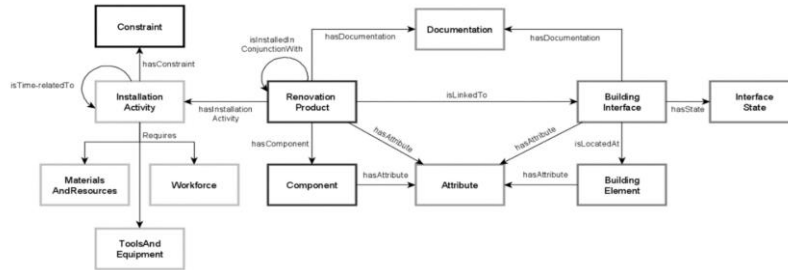 Constraint
Documentation
isInstalledIn
ConjunctionWith
hasDocumentation
hasDocumentation
hasConstraint
isTime-relatedTo
Installation
Activity
hasInstallation
Activity
Renovation
Product
isLinkedTo
Building
Interface
hasState
Interface
State
Requires
hasComponent
hasAttribute
hasAttribute
isLocatedAt
Materials
AndResources
Workforce
Component
hasAttribute
Attribute
hasAttribute
Building
Element
ToolsAnd
Equipment